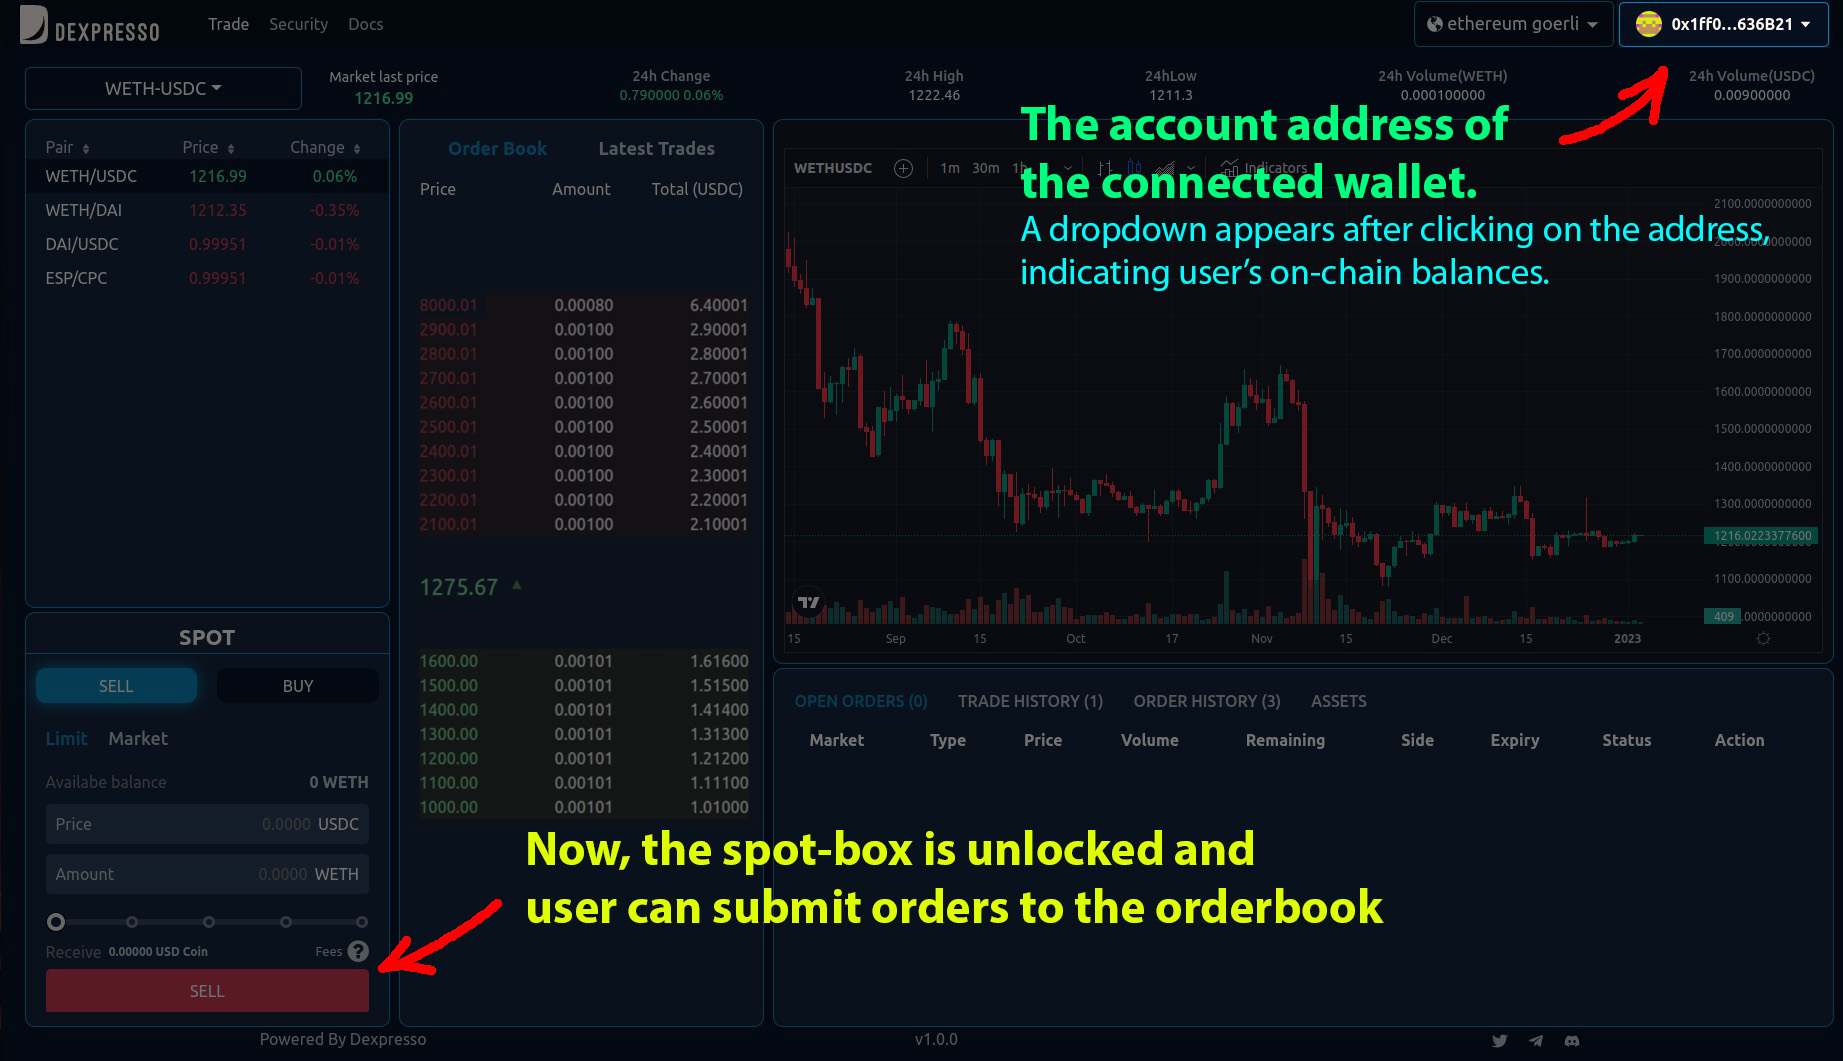 DEXPRESSO
Trade Security Docs
ethereum goerli
0x1ff0...636B21
WETH-USDC
Market last price
1216.99
24h Change
0.790000 0.06%
24h High
1222.46
24hLow
1211.3
24h Volume(WETH)
0.000100000
24h Volume(USDC)
0.00900000
The account address of
the connected wallet.
A dropdown appears after clicking on the address,
indicating user's on-chain balances.
Pair Price Change
WETH/USDC 1216.99 0.06%
WETH/DAI 1212.35 -0.35%
DAI/USDC 0.99951 -0.01%
ESP/CPC 0.99951 -0.01%
Order Book Latest Trades
Price Amount Total (USDC)
8000.01 0.00080 6.40001
2900.01 0.00100 2.90001
2800.01 0.00100 2.80001
2700.01 0.00100 2.70001
2600.01 0.00100 2.60001
2500.01 0.00100 2.50001
2400.01 0.00100 2.40001
2300.01 0.00100 2.30001
2200.01 0.00100 2.20001
2100.01 0.00100 2.10001
1275.67
1600.00 0.00101 1.61600
1500.00 0.00101 1.51500
1400.00 0.00101 1.41400
1300.00 0.00101 1.31300
1200.00 0.00101 1.21200
1100.00 0.00101 1.11100
1000.00 0.00101 1.01000
WETHUSDC 1m 30m 1h Indicators
2100.0000000000
2000.0000000000
1900.0000000000
1800.0000000000
1700.0000000000
1600.0000000000
1500.0000000000
1400.0000000000
1300.0000000000
1216.0223377600
1100.0000000000
409 .0000000000
15 Sep 15 Oct 17 Nov 15 Dec 15 2023
SPOT
SELL BUY
Limit Market
Availabe balance 0 WETH
Price 0.0000 USDC
Amount 0.0000 WETH
Receive 0.00000 USD Coin Fees ?
SELL
OPEN ORDERS (0) TRADE HISTORY (1) ORDER HISTORY (3) ASSETS
Market Type Price Volume Remaining Side Expiry Status Action
Now, the spot-box is unlocked and
user can submit orders to the orderbook
Powered By Dexpresso
v1.0.0